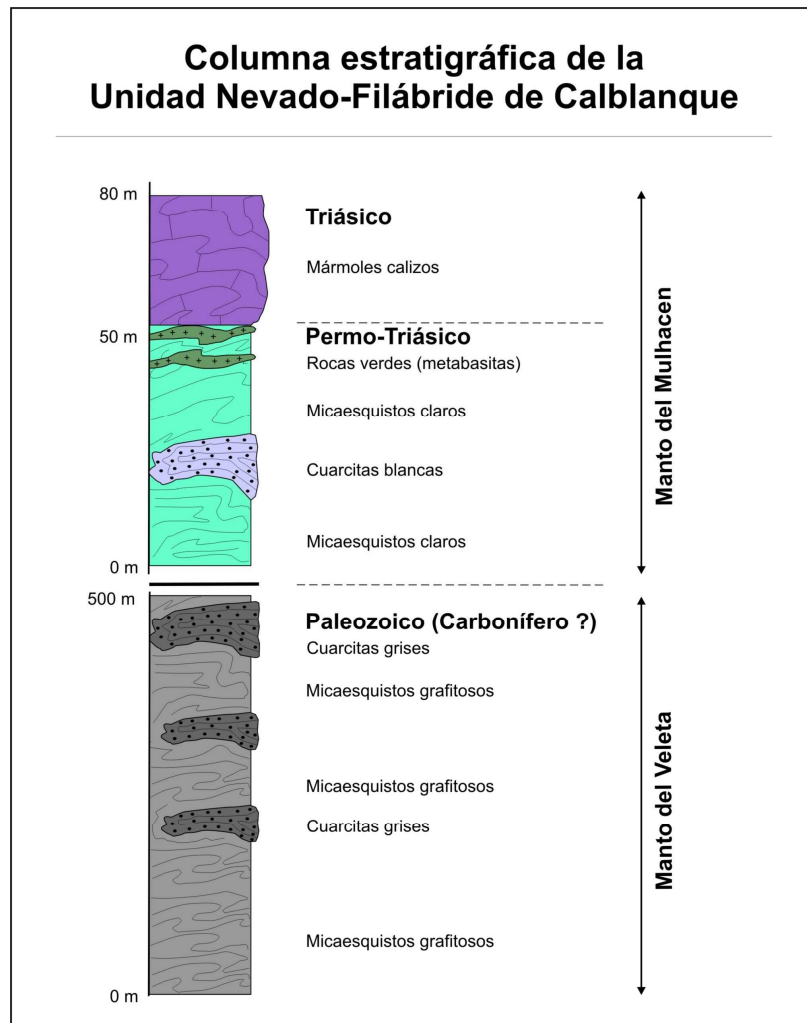 Columna estratigráfica de la
Unidad Nevado-Filábride de Calblanque
80 m
Triásico
Mármoles calizos
50 m
Permo-Triásico
Rocas verdes (metabasitas)
Micaesquistos claros
Cuarcitas blancas
Micaesquistos claros
0 m
Manto del Mulhacen
500 m
Paleozoico (Carbonífero ?)
Cuarcitas grises
Micaesquistos grafitosos
Micaesquistos grafitosos
Cuarcitas grises
Micaesquistos grafitosos
0 m
Manto del Veleta